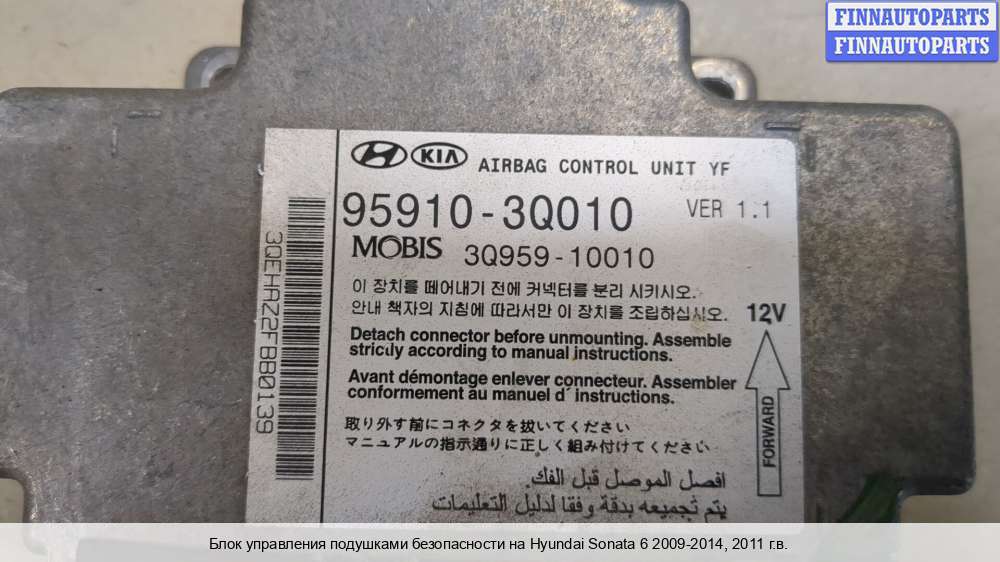 FINNAUTOPARTS
FINNAUTOPARTS
HYUNDAI KIA AIRBAG CONTROL UNIT YF
95910-3Q010 VER 1.1
MOBIS 3Q959-10010
3QEHAZ2FBB0139
이 장치를 떼어내기 전에 커넥터를 분리 시키시오.
안내 책자의 지침에 따라서만 이 장치를 조립하십시오. 12V
Detach connector before unmounting. Assemble
strictly according to manual instructions.
Avant démontage enlever connecteur. Assembler
conformement au manuel d´instructions.
FORWARD
取り外す前にコネクタを抜いてください
マニュアルの指示通りに正しく組み付けてください
افصل الموصل قبل الفك.
يتم تجميعه بدقة وفقا لدليل التعليمات
Блок управления подушками безопасности на Hyundai Sonata 6 2009-2014, 2011 г.в.